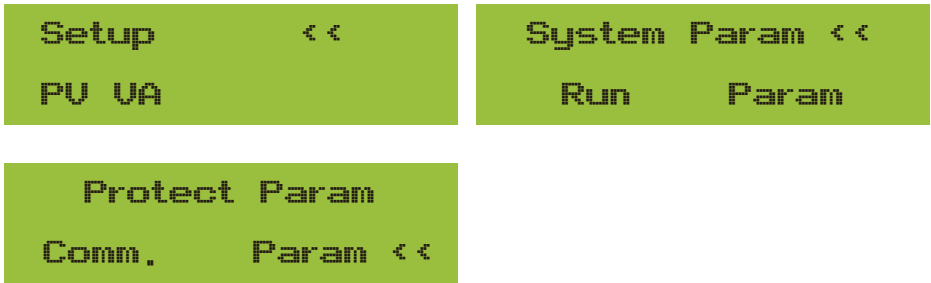 Setup <<
PV VA
System Param <<
Run Param
Protect Param
Comm. Param <<